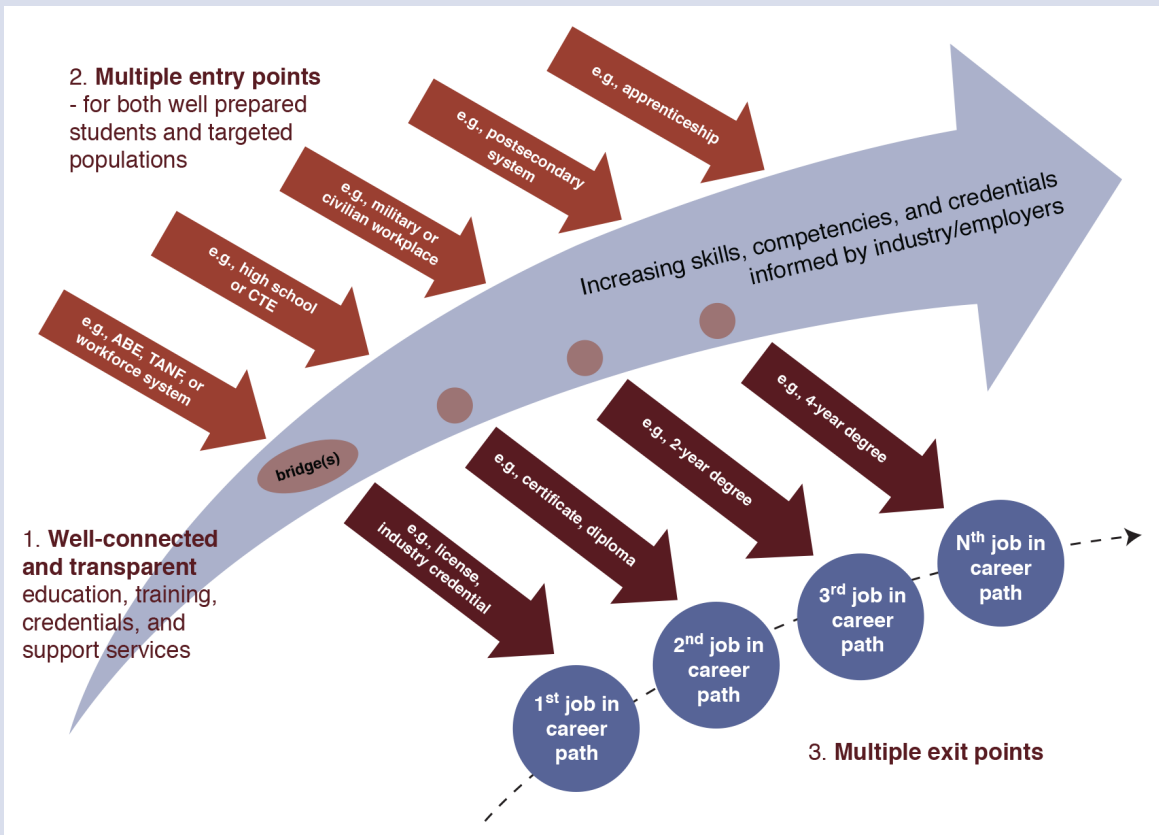 2. Multiple entry points
- for both well prepared
students and targeted
populations
e.g., apprenticeship
e.g., postsecondary
system
e.g., military or
civilian workplace
e.g., high school
or CTE
e.g., ABE, TANF, or
workforce system
Increasing skills, competencies, and credentials
informed by industry/employers
bridge(s)
1. Well-connected
and transparent
education, training,
credentials, and
support services
e.g., license,
industry credential
e.g., certificate, diploma
e.g., 2-year degree
e.g., 4-year degree
1st job in
career
path
2nd job in
career
path
3rd job in
career
path
Nth job in
career
path
3. Multiple exit points